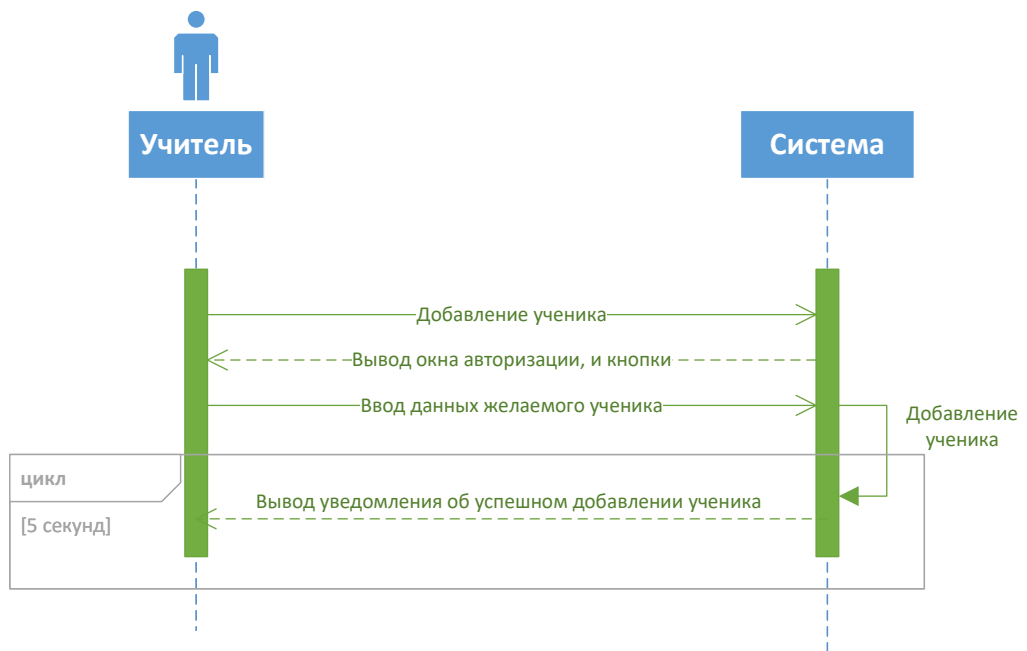 Учитель
Система
Добавление ученика
Вывод окна авторизации, и кнопки
Ввод данных желаемого ученика
Добавление
ученика
цикл
Вывод уведомления об успешном добавлении ученика
[5 секунд]